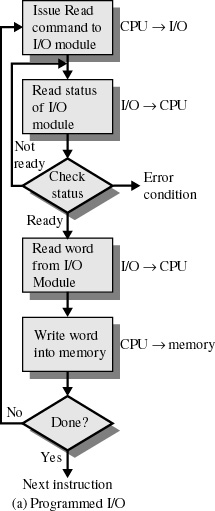 Issue Read
command to
I/O module
CPU → I/O
Read status
of I/O
module
I/O → CPU
Not
ready
Check
status
Error
condition
Ready
Read word
from I/O
Module
I/O → CPU
Write word
into memory
CPU → memory
No
Done?
Yes
Next instruction
(a) Programmed I/O